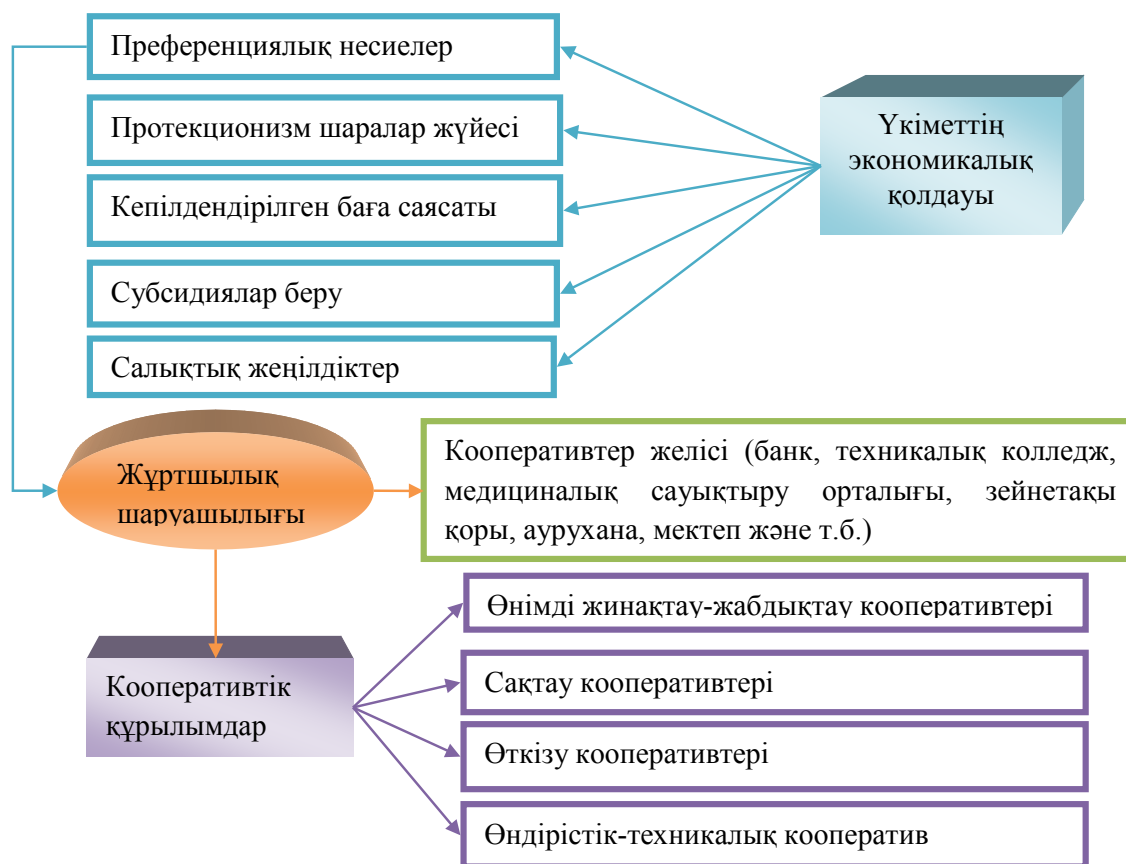 Преференциялық несиелер
Протекционизм шаралар жүйесі
Кепілдендірілген баға саясаты
Субсидиялар беру
Салықтық жеңілдіктер
Үкіметтің
экономикалық
қолдауы
Жұртшылық
шаруашылығы
Кооперативтер желісі (банк, техникалық колледж,
медициналық сауықтыру орталығы, зейнетақы
қоры, аурухана, мектеп және т.б.)
Кооперативтік
құрылымдар
Өнімді жинақтау-жабдықтау кооперативтері
Сақтау кооперативтері
Өткізу кооперативтері
Өндірістік-техникалық кооператив